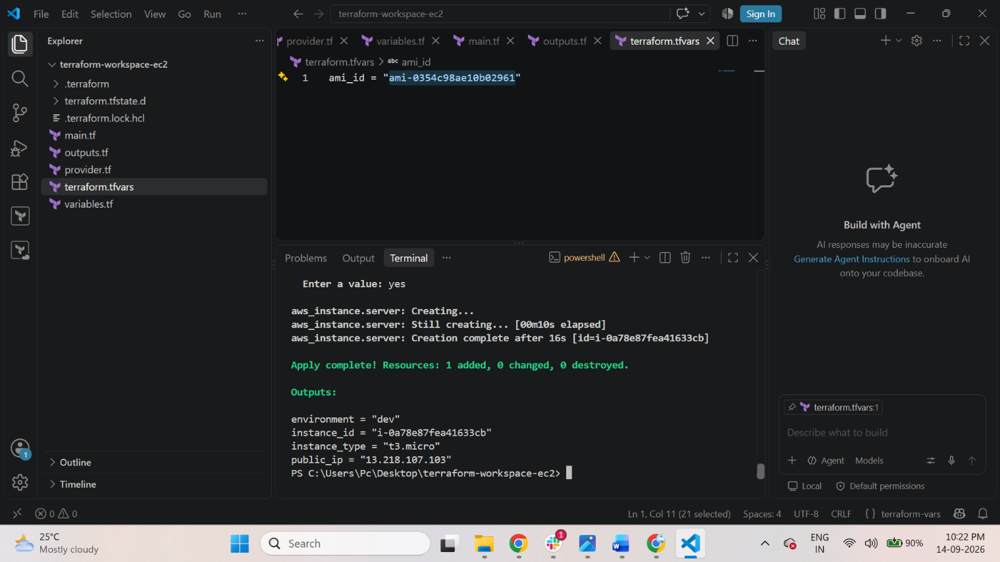 File Edit Selection View Go Run ···
terraform-workspace-ec2
Sign In
Explorer
terraform-workspace-ec2
.terraform
terraform.tfstate.d
.terraform.lock.hcl
main.tf
outputs.tf
provider.tf
terraform.tfvars
variables.tf
Outline
Timeline
provider.tf variables.tf main.tf outputs.tf terraform.tfvars
terraform.tfvars > abc ami_id
1 ami_id = "ami-0354c98ae10b02961"
Problems Output Terminal ··· powershell
Enter a value: yes
aws_instance.server: Creating...
aws_instance.server: Still creating... [00m10s elapsed]
aws_instance.server: Creation complete after 16s [id=i-0a78e87fea41633cb]
Apply complete! Resources: 1 added, 0 changed, 0 destroyed.
Outputs:
environment = "dev"
instance_id = "i-0a78e87fea41633cb"
instance_type = "t3.micro"
public_ip = "13.218.107.103"
PS C:\Users\Pc\Desktop\terraform-workspace-ec2>
Chat
Build with Agent
AI responses may be inaccurate
Generate Agent Instructions to onboard AI
onto your codebase.
terraform.tfvars:1
Describe what to build
Agent Models
Local Default permissions
1
0 0
Ln 1, Col 11 (21 selected) Spaces: 4 UTF-8 CRLF { } terraform-vars
25°C
Mostly cloudy
Search
1
ENG
IN
90%
10:22 PM
14-09-2026